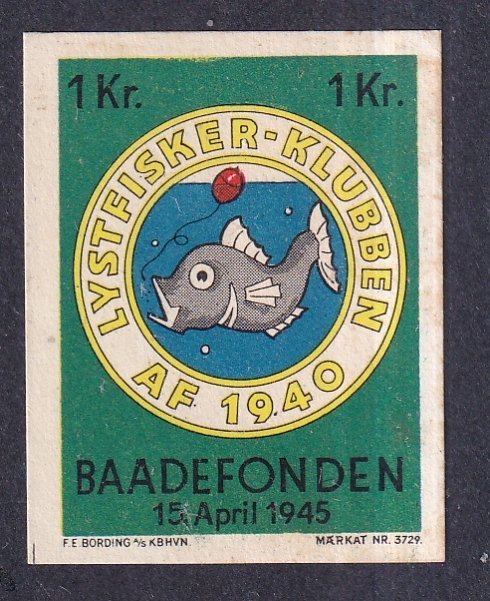 1 Kr. 1 Kr.
LYSTFISKER-KLUBBEN
AF 1940
BAADEFONDEN
15. April 1945
F.E. BORDING A/S KBHVN. MÆRKAT NR. 3729.